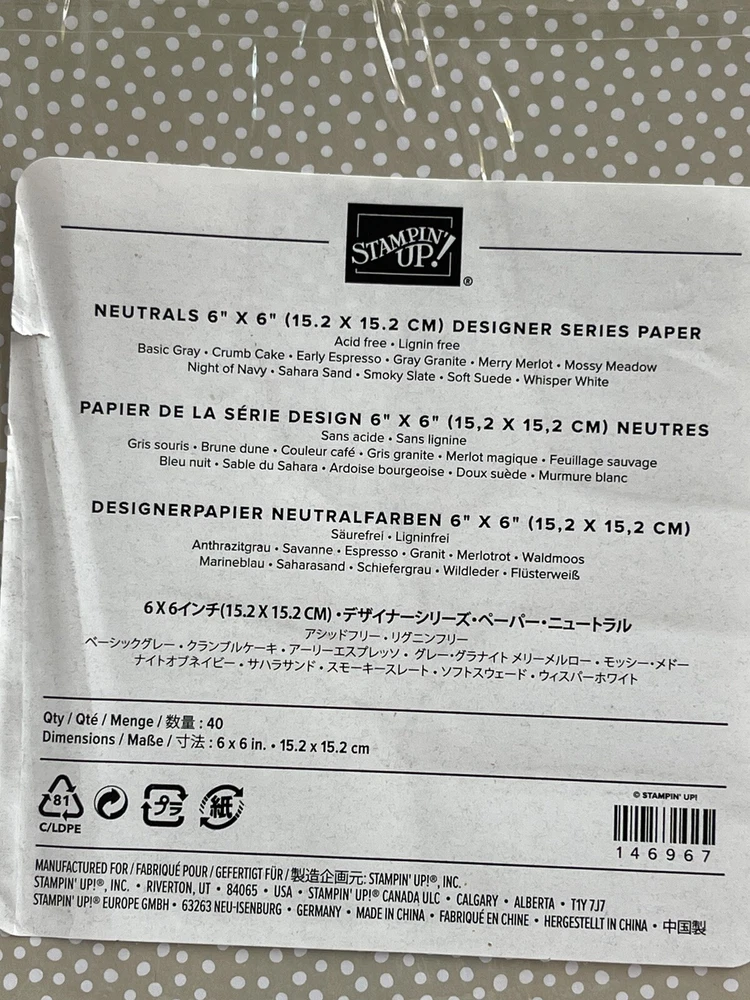 STAMPIN' UP!®
NEUTRALS 6" X 6" (15.2 X 15.2 CM) DESIGNER SERIES PAPER
Acid free • Lignin free
Basic Gray • Crumb Cake • Early Espresso • Gray Granite • Merry Merlot • Mossy Meadow
Night of Navy • Sahara Sand • Smoky Slate • Soft Suede • Whisper White
PAPIER DE LA SÉRIE DESIGN 6" X 6" (15,2 X 15,2 CM) NEUTRES
Sans acide • Sans lignine
Gris souris • Brune dune • Couleur café • Gris granite • Merlot magique • Feuillage sauvage
Bleu nuit • Sable du Sahara • Ardoise bourgeoise • Doux suède • Murmure blanc
DESIGNERPAPIER NEUTRALFARBEN 6" X 6" (15,2 X 15,2 CM)
Säurefrei • Ligninfrei
Anthrazitgrau • Savanne • Espresso • Granit • Merlotrot • Waldmoos
Marineblau • Saharasand • Schiefergrau • Wildleder • Flüsterweiß
6 X 6インチ(15.2 X 15.2 CM)・デザイナーシリーズ・ペーパー・ニュートラル
アシッドフリー・リグニンフリー
ベーシックグレー・クランブルケーキ・アーリーエスプレッソ・グレー・グラナイト メリーメルロー・モッシー・メドー
ナイトオブネイビー・サハラサンド・スモーキースレート・ソフトスウェード・ウィスパーホワイト
Qty / Qté / Menge / 数量 : 40
Dimensions / Maße / 寸法 : 6 x 6 in. • 15.2 x 15.2 cm
81
C/LDPE
プラ
紙
© STAMPIN' UP!
146967
MANUFACTURED FOR / FABRIQUÉ POUR / GEFERTIGT FÜR / 製造企画元: STAMPIN' UP!®, INC.
STAMPIN' UP!®, INC. • RIVERTON, UT • 84065 • USA • STAMPIN' UP!® CANADA ULC • CALGARY • ALBERTA • T1Y 7J7
STAMPIN' UP!® EUROPE GMBH • 63263 NEU-ISENBURG • GERMANY • MADE IN CHINA • FABRIQUÉ EN CHINE • HERGESTELLT IN CHINA • 中国製